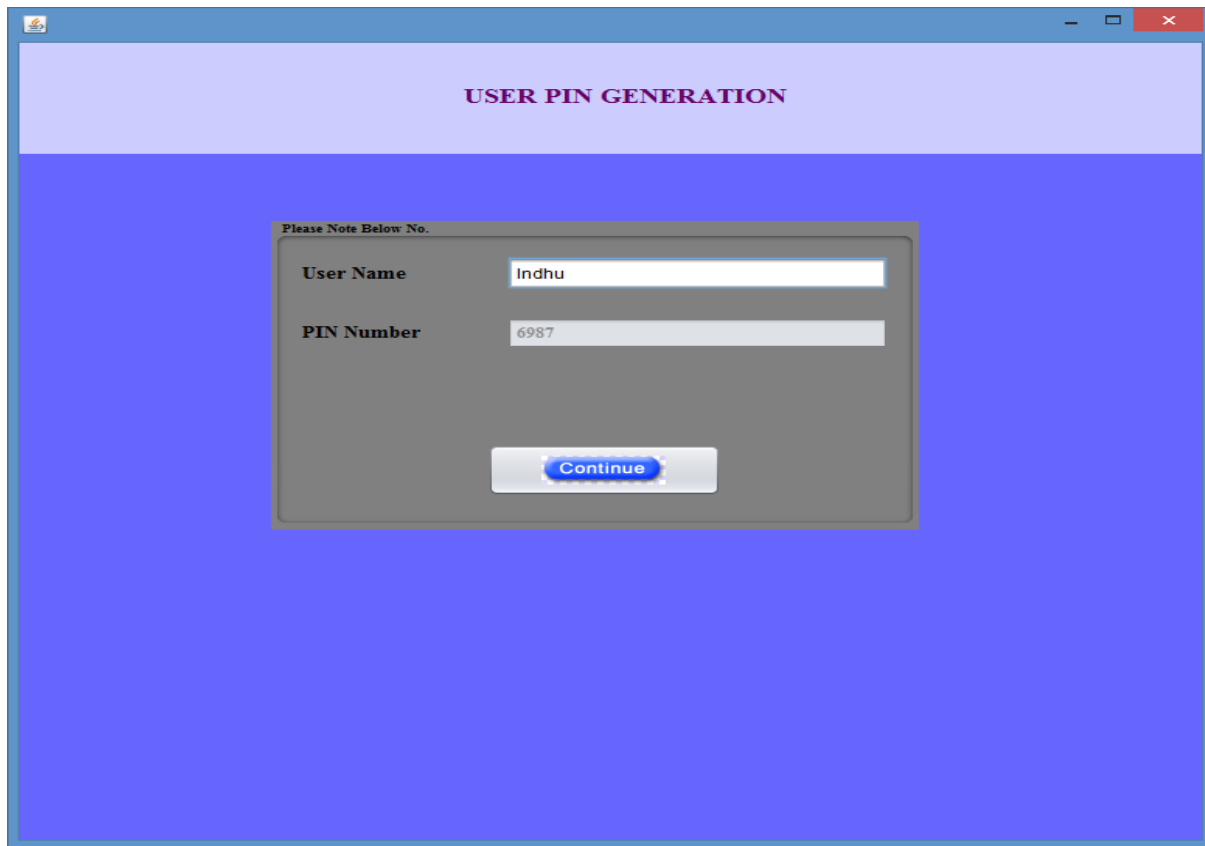 USER PIN GENERATION
Please Note Below No.
User Name Indhu
PIN Number 6987
Continue